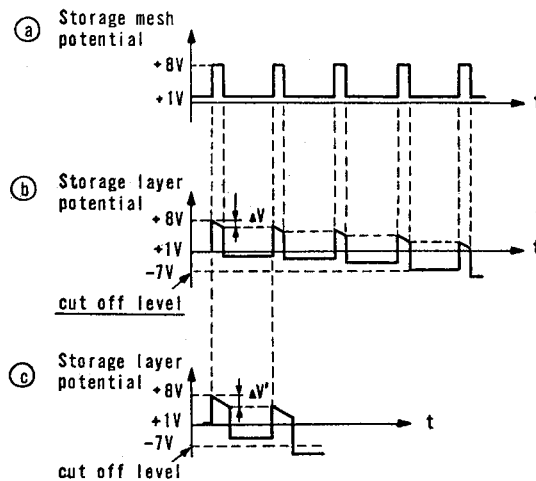 a
Storage mesh
potential
+8V
+1V
t
b
Storage layer
potential
+8V
ΔV
+1V
t
-7V
cut off level
c
Storage layer
potential
+8V
ΔV'
+1V
t
-7V
cut off level